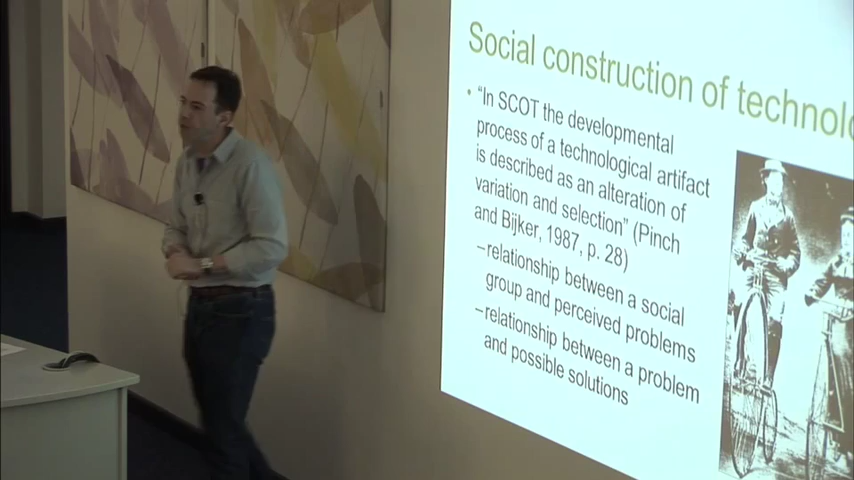 Social construction of technolo
• “In SCOT the developmental
process of a technological artifact
is described as an alteration of
variation and selection” (Pinch
and Bijker, 1987, p. 28)
–relationship between a social
group and perceived problems
–relationship between a problem
and possible solutions